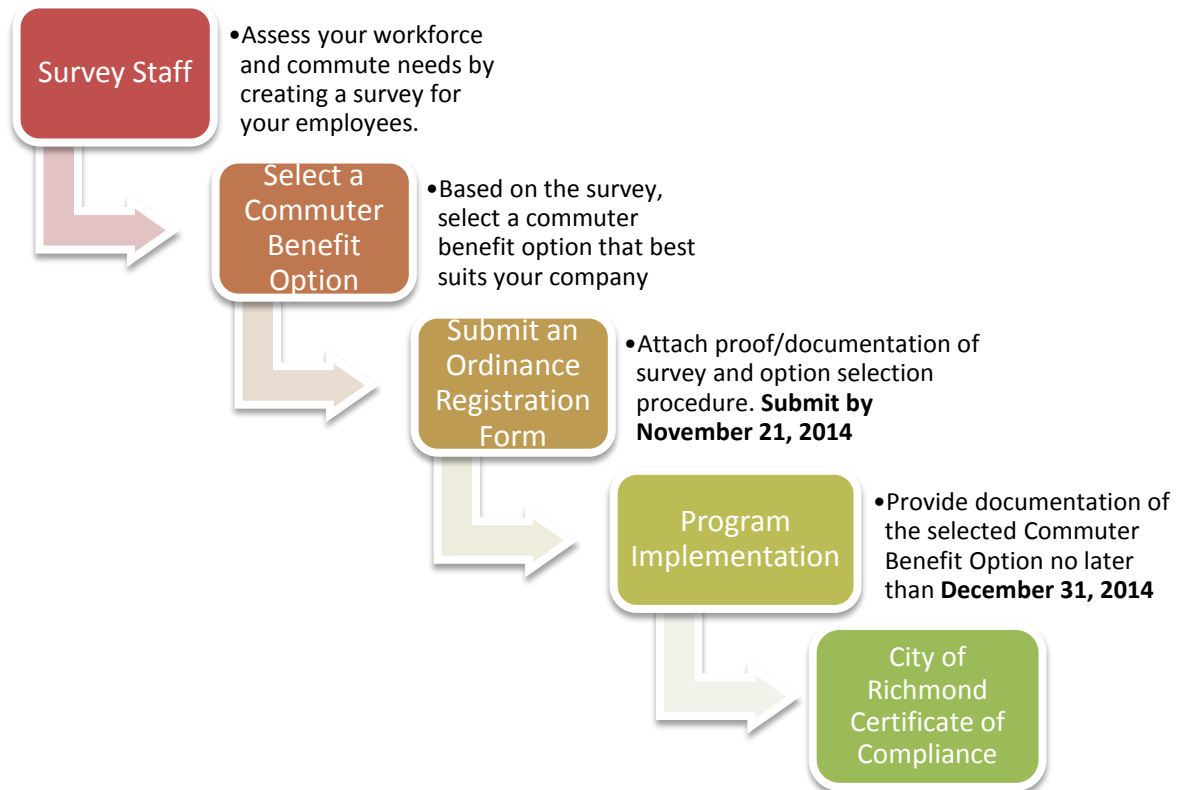 Survey Staff
•Assess your workforce
and commute needs by
creating a survey for
your employees.
Select a
Commuter
Benefit
Option
•Based on the survey,
select a commuter
benefit option that best
suits your company
Submit an
Ordinance
Registration
Form
•Attach proof/documentation of
survey and option selection
procedure. Submit by
November 21, 2014
Program
Implementation
•Provide documentation of
the selected Commuter
Benefit Option no later
than December 31, 2014
City of
Richmond
Certificate of
Compliance